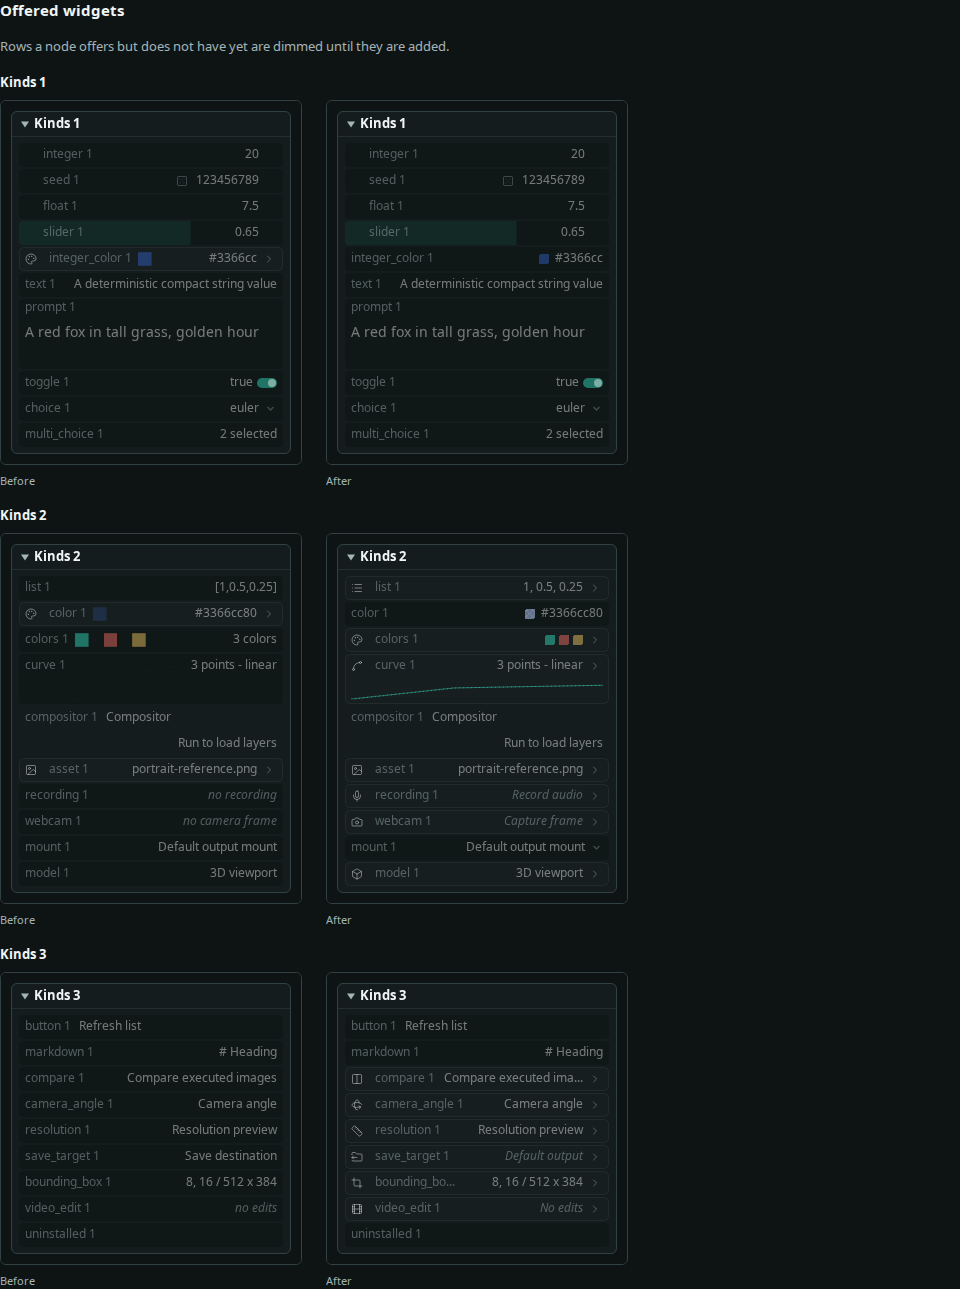 Offered widgets
Rows a node offers but does not have yet are dimmed until they are added.
Kinds 1
Kinds 1
integer 1 20
seed 1 123456789
float 1 7.5
slider 1 0.65
integer_color 1 #3366cc
text 1 A deterministic compact string value
prompt 1
A red fox in tall grass, golden hour
toggle 1 true
choice 1 euler
multi_choice 1 2 selected
Before
Kinds 1
integer 1 20
seed 1 123456789
float 1 7.5
slider 1 0.65
integer_color 1 #3366cc
text 1 A deterministic compact string value
prompt 1
A red fox in tall grass, golden hour
toggle 1 true
choice 1 euler
multi_choice 1 2 selected
After
Kinds 2
Kinds 2
list 1 [1,0.5,0.25]
color 1 #3366cc80
colors 1 3 colors
curve 1 3 points - linear
compositor 1 Compositor
Run to load layers
asset 1 portrait-reference.png
recording 1 no recording
webcam 1 no camera frame
mount 1 Default output mount
model 1 3D viewport
Before
Kinds 2
list 1 1, 0.5, 0.25
color 1 #3366cc80
colors 1
curve 1 3 points - linear
compositor 1 Compositor
Run to load layers
asset 1 portrait-reference.png
recording 1 Record audio
webcam 1 Capture frame
mount 1 Default output mount
model 1 3D viewport
After
Kinds 3
Kinds 3
button 1 Refresh list
markdown 1 # Heading
compare 1 Compare executed images
camera_angle 1 Camera angle
resolution 1 Resolution preview
save_target 1 Save destination
bounding_box 1 8, 16 / 512 x 384
video_edit 1 no edits
uninstalled 1
Before
Kinds 3
button 1 Refresh list
markdown 1 # Heading
compare 1 Compare executed ima...
camera_angle 1 Camera angle
resolution 1 Resolution preview
save_target 1 Default output
bounding_bo... 8, 16 / 512 x 384
video_edit 1 No edits
uninstalled 1
After